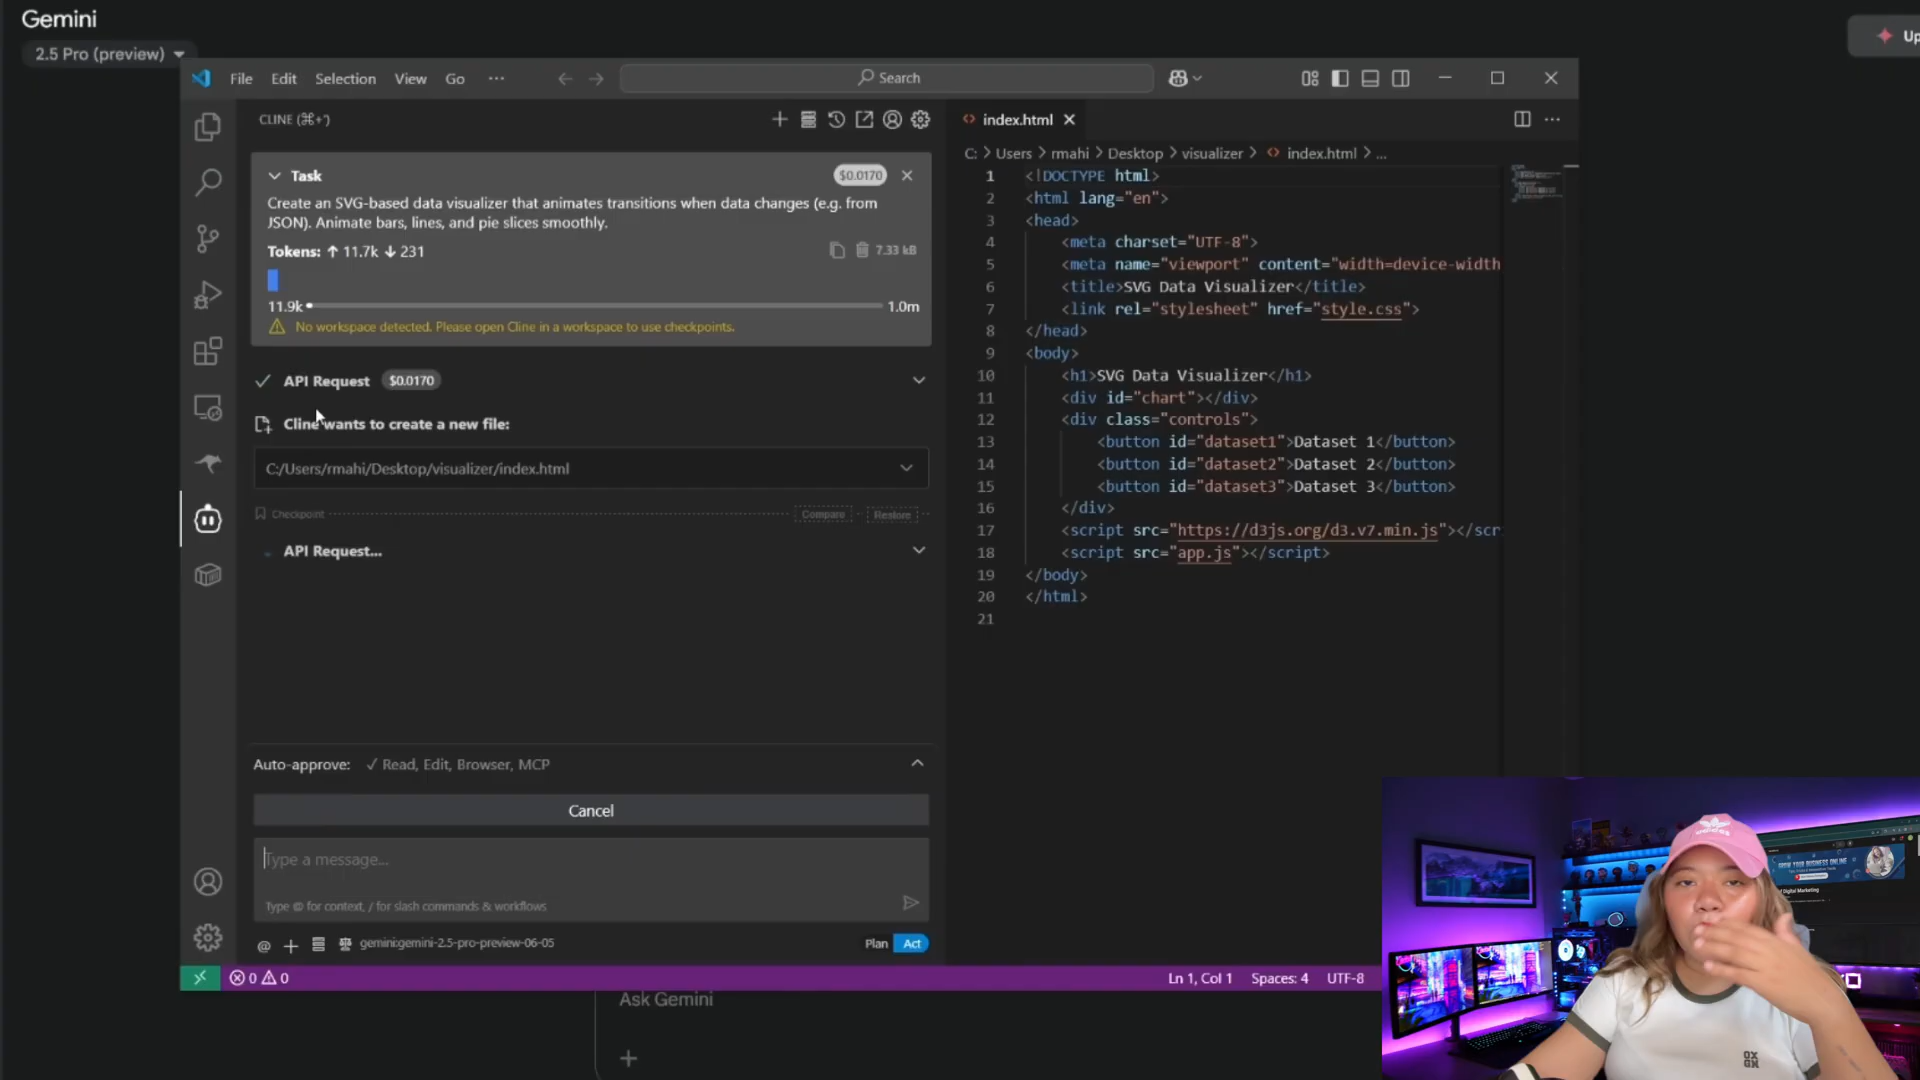 Gemini
2.5 Pro (preview)
Up
File Edit Selection View Go ···
Search
CLINE (⌘+')
index.html
Task
$0.0170
Create an SVG-based data visualizer that animates transitions when data changes (e.g. from
JSON). Animate bars, lines, and pie slices smoothly.
Tokens: ↑ 11.7k ↓ 231
7.33 kB
11.9k
1.0m
No workspace detected. Please open Cline in a workspace to use checkpoints.
API Request $0.0170
Cline wants to create a new file:
C:/Users/rmahi/Desktop/visualizer/index.html
Checkpoint
Compare
Restore
API Request...
Auto-approve: ✓ Read, Edit, Browser, MCP
Cancel
Type a message...
Type @ for context, / for slash commands & workflows
@ + gemini:gemini-2.5-pro-preview-06-05
Plan Act
C: > Users > rmahi > Desktop > visualizer > index.html > ...
1 <!DOCTYPE html>
2 <html lang="en">
3 <head>
4 <meta charset="UTF-8">
5 <meta name="viewport" content="width=device-width
6 <title>SVG Data Visualizer</title>
7 <link rel="stylesheet" href="style.css">
8 </head>
9 <body>
10 <h1>SVG Data Visualizer</h1>
11 <div id="chart"></div>
12 <div class="controls">
13 <button id="dataset1">Dataset 1</button>
14 <button id="dataset2">Dataset 2</button>
15 <button id="dataset3">Dataset 3</button>
16 </div>
17 <script src="https://d3js.org/d3.v7.min.js"></scr
18 <script src="app.js"></script>
19 </body>
20 </html>
21
0 0
Ln 1, Col 1 Spaces: 4 UTF-8
Ask Gemini
GROW YOUR BUSINESS ONLINE
Digital Marketing
adidas